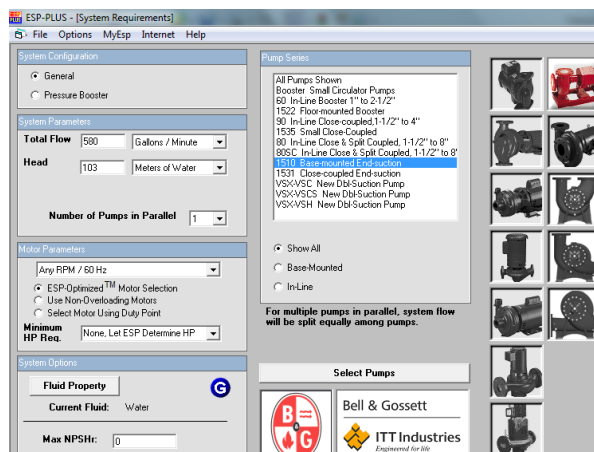 ESP-PLUS - [System Requirements]
File Options MyEsp Internet Help
System Configuration
General
Pressure Booster
System Parameters
Total Flow 580 Gallons / Minute
Head 103 Meters of Water
Number of Pumps in Parallel 1
Motor Parameters
Any RPM / 60 Hz
ESP-Optimized TM Motor Selection
Use Non-Overloading Motors
Select Motor Using Duty Point
Minimum
HP Req. None, Let ESP Determine HP
System Options
Fluid Property
G
Current Fluid: Water
Max NPSHr: 0
Pump Series
All Pumps Shown
Booster Small Circulator Pumps
60 In-Line Booster 1" to 2-1/2"
1522 Floor-mounted Booster
90 In-Line Close-coupled,1-1/2" to 4"
1535 Small Close-Coupled
80 In-Line Close & Split Coupled, 1-1/2" to 8"
80SC In-Line Close & Split Coupled, 1-1/2" to 8'
1510 Base-mounted End-suction
1531 Close-coupled End-suction
VSX-VSC New Dbl-Suction Pump
VSX-VSCS New Dbl-Suction Pump
VSX-VSH New Dbl-Suction Pump
Show All
Base-Mounted
In-Line
For multiple pumps in parallel, system flow
will be split equally among pumps.
Select Pumps
B
G
Bell & Gossett
ITT Industries
Engineered for life